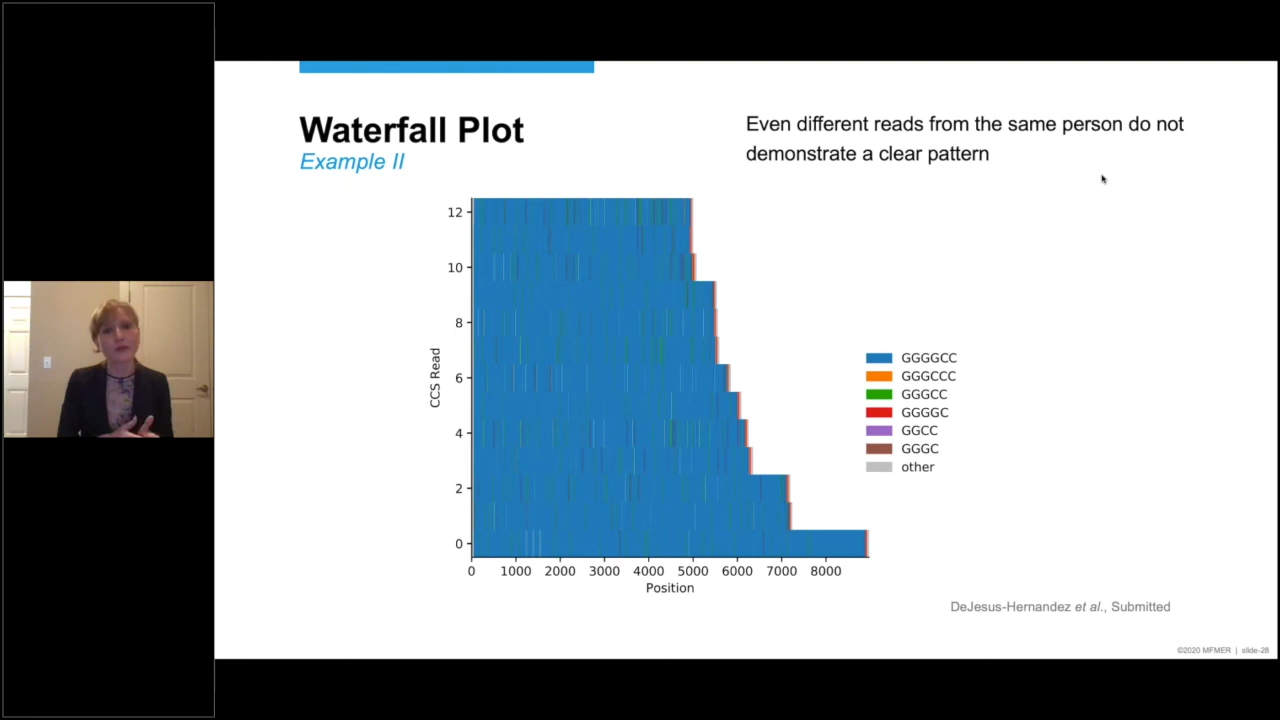 Waterfall Plot
Example II
Even different reads from the same person do not
demonstrate a clear pattern
12
10
8
6
4
2
0
CCS Read
0 1000 2000 3000 4000 5000 6000 7000 8000
Position
GGGGCC
GGGCCC
GGGCC
GGGGC
GGCC
GGGC
other
DeJesus-Hernandez et al., Submitted
©2020 MFMER | slide-28